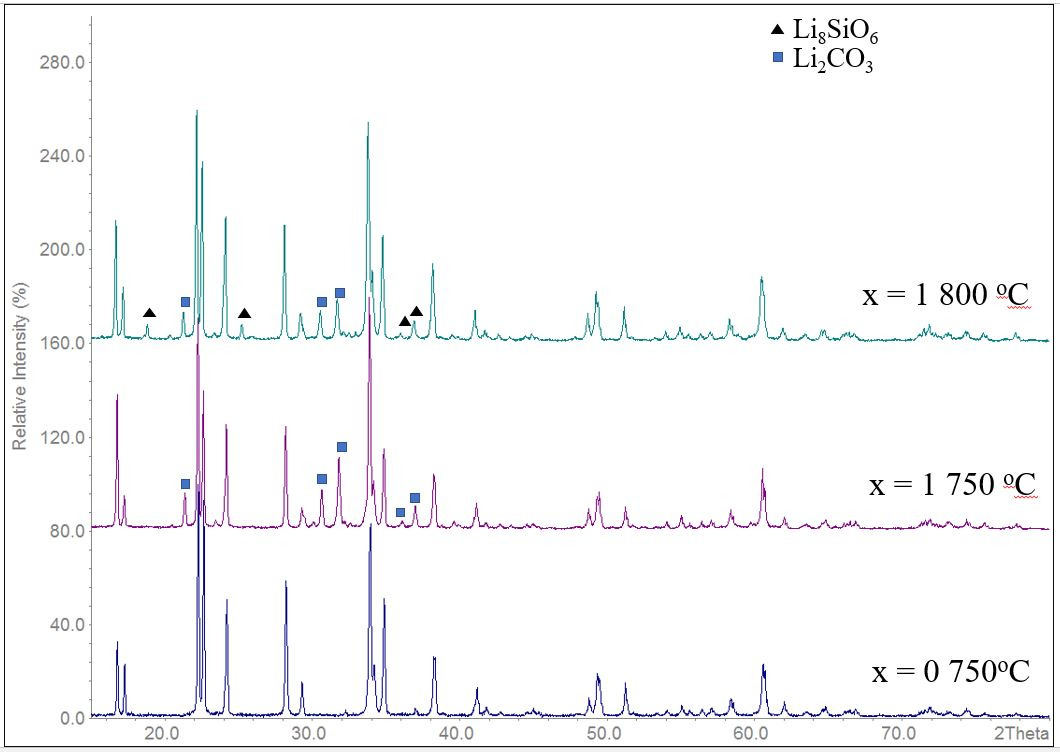 Li₈SiO₆
Li₂CO₃
280.0
240.0
200.0
160.0
120.0
80.0
40.0
0.0
Relative Intensity (%)
x = 1 800 ºC
x = 1 750 ºC
x = 0 750ºC
20.0 30.0 40.0 50.0 60.0 70.0 2Theta